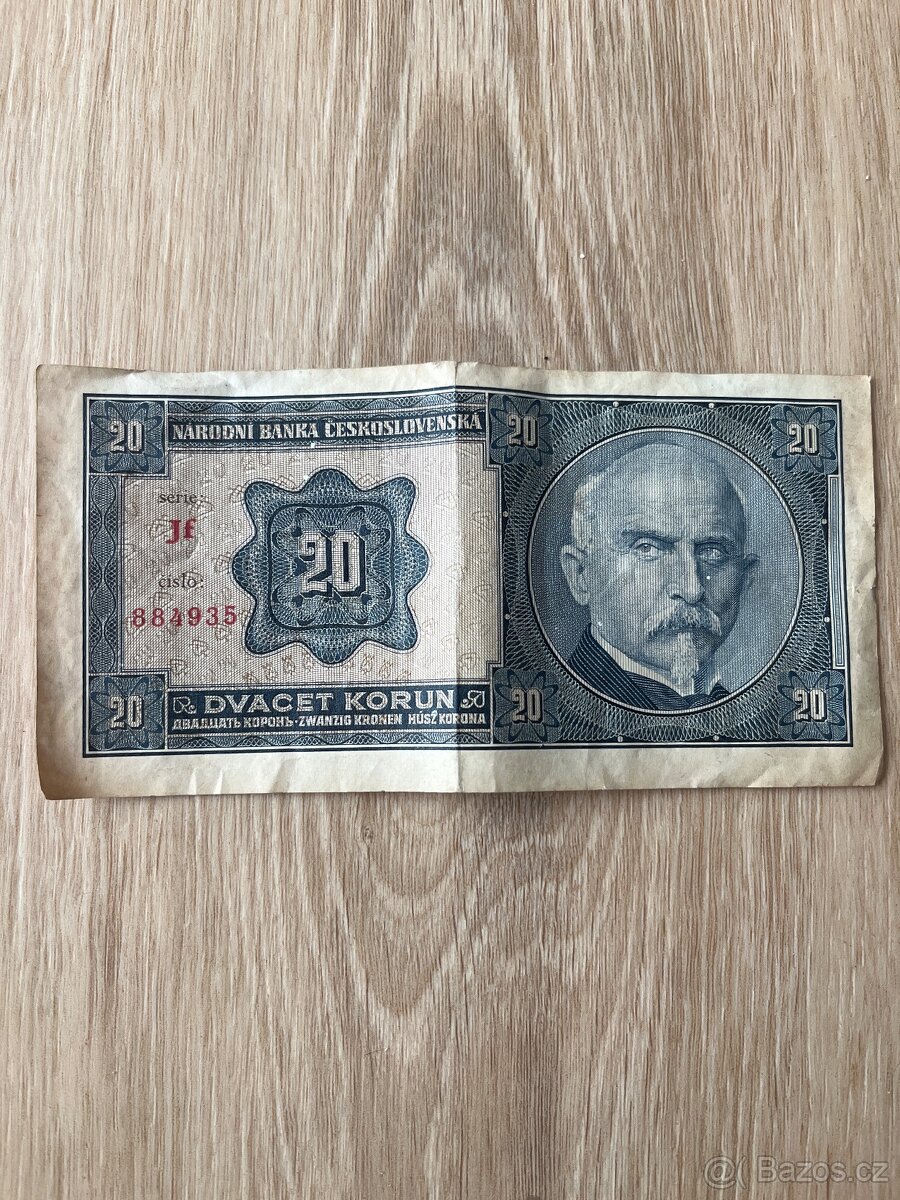 20
NÁRODNÍ BANKA ČESKOSLOVENSKÁ
20
20
serie:
Jf
20
číslo:
884935
20
DVACET KORUN
20
20
ДВАДЦАТЬ КОРОНЬ·ZWANZIG KRONEN HÚSZ KORONA
@( Bazos.cz